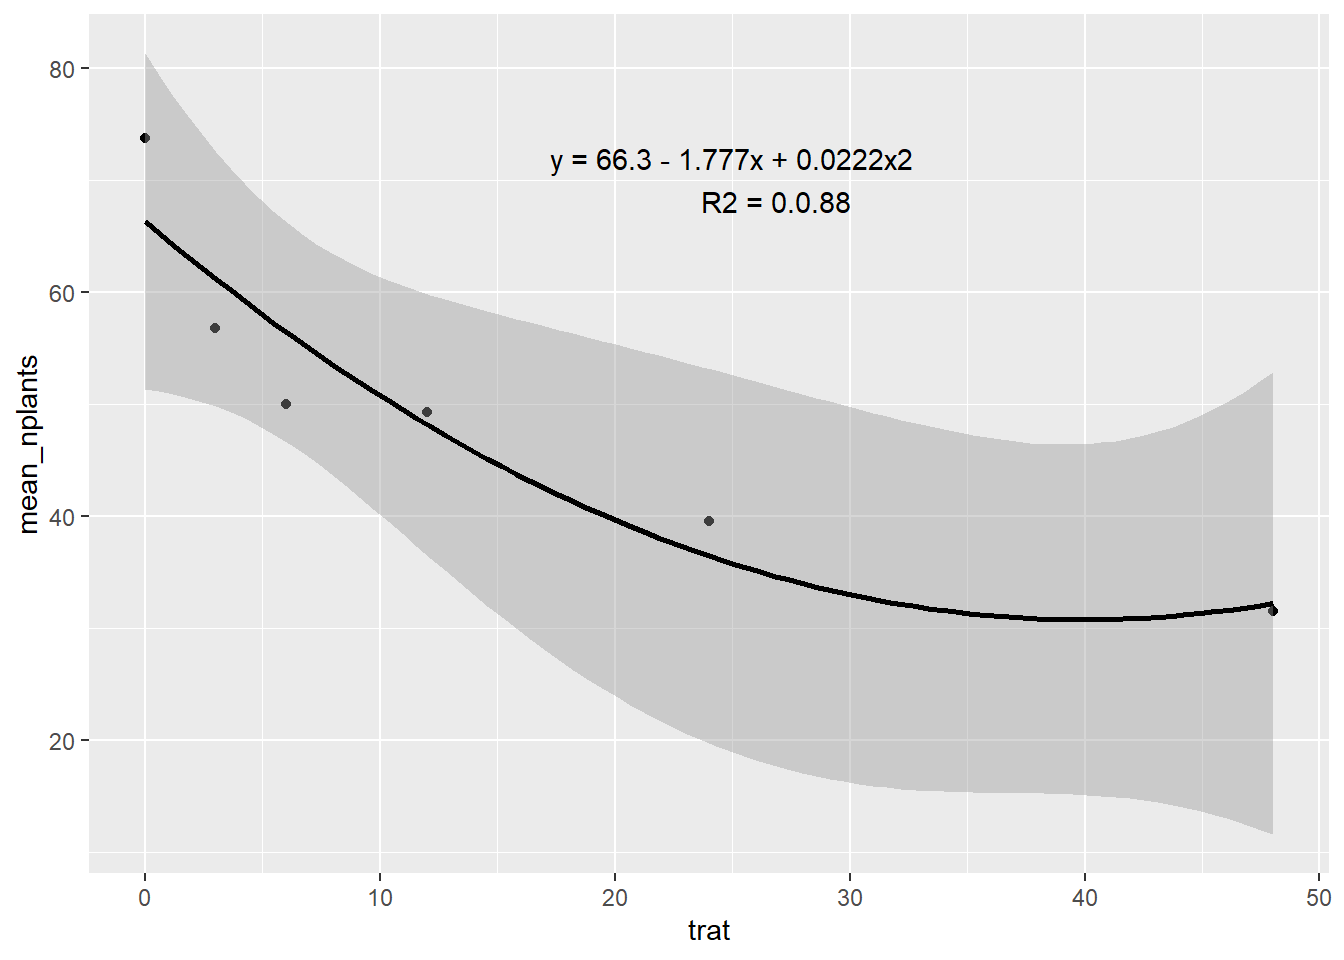 80
60
40
20
mean_nplants
y = 66.3 - 1.777x + 0.0222x2
R2 = 0.0.88
0 10 20 30 40 50
trat